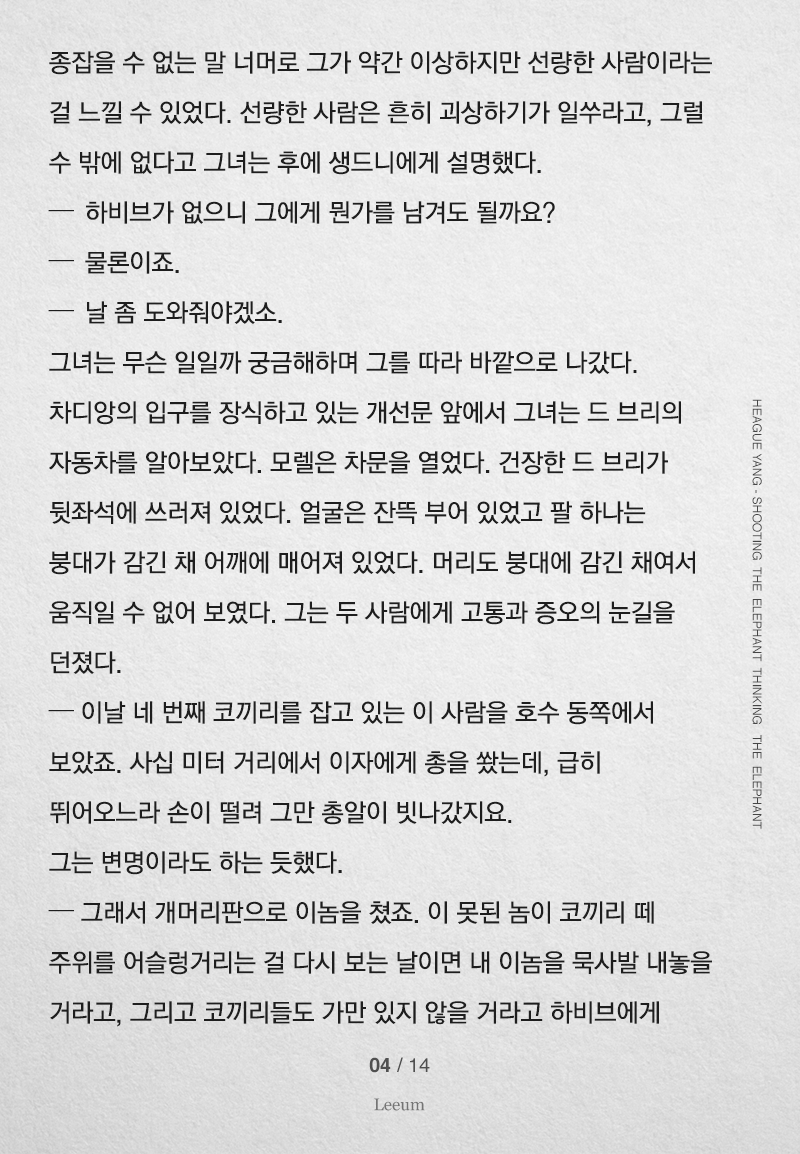 종잡을 수 없는 말 너머로 그가 약간 이상하지만 선량한 사람이라는
걸 느낄 수 있었다. 선량한 사람은 흔히 괴상하기가 일쑤라고, 그럴
수 밖에 없다고 그녀는 후에 생드니에게 설명했다.
— 하비브가 없으니 그에게 뭔가를 남겨도 될까요?
— 물론이죠.
— 날 좀 도와줘야겠소.
그녀는 무슨 일일까 궁금해하며 그를 따라 바깥으로 나갔다.
차디앙의 입구를 장식하고 있는 개선문 앞에서 그녀는 드 브리의
자동차를 알아보았다. 모렐은 차문을 열었다. 건장한 드 브리가
뒷좌석에 쓰러져 있었다. 얼굴은 잔뜩 부어 있었고 팔 하나는
붕대가 감긴 채 어깨에 매어져 있었다. 머리도 붕대에 감긴 채여서
움직일 수 없어 보였다. 그는 두 사람에게 고통과 증오의 눈길을
던졌다.
— 이날 네 번째 코끼리를 잡고 있는 이 사람을 호수 동쪽에서
보았죠. 사십 미터 거리에서 이자에게 총을 쐈는데, 급히
뛰어오느라 손이 떨려 그만 총알이 빗나갔지요.
그는 변명이라도 하는 듯했다.
— 그래서 개머리판으로 이놈을 쳤죠. 이 못된 놈이 코끼리 떼
주위를 어슬렁거리는 걸 다시 보는 날이면 내 이놈을 묵사발 내놓을
거라고, 그리고 코끼리들도 가만 있지 않을 거라고 하비브에게
HEAGUE YANG - SHOOTING THE ELEPHANT THINKING THE ELEPHANT
04 / 14
Leeum